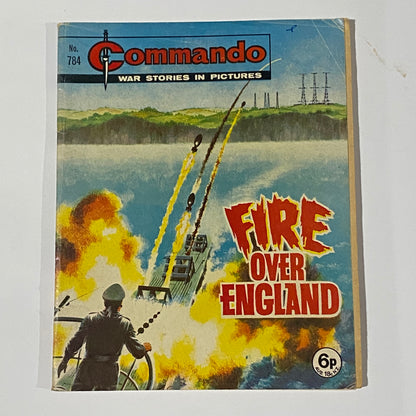 No.
784
Commando
WAR STORIES IN PICTURES
FIRE
OVER
ENGLAND
6p